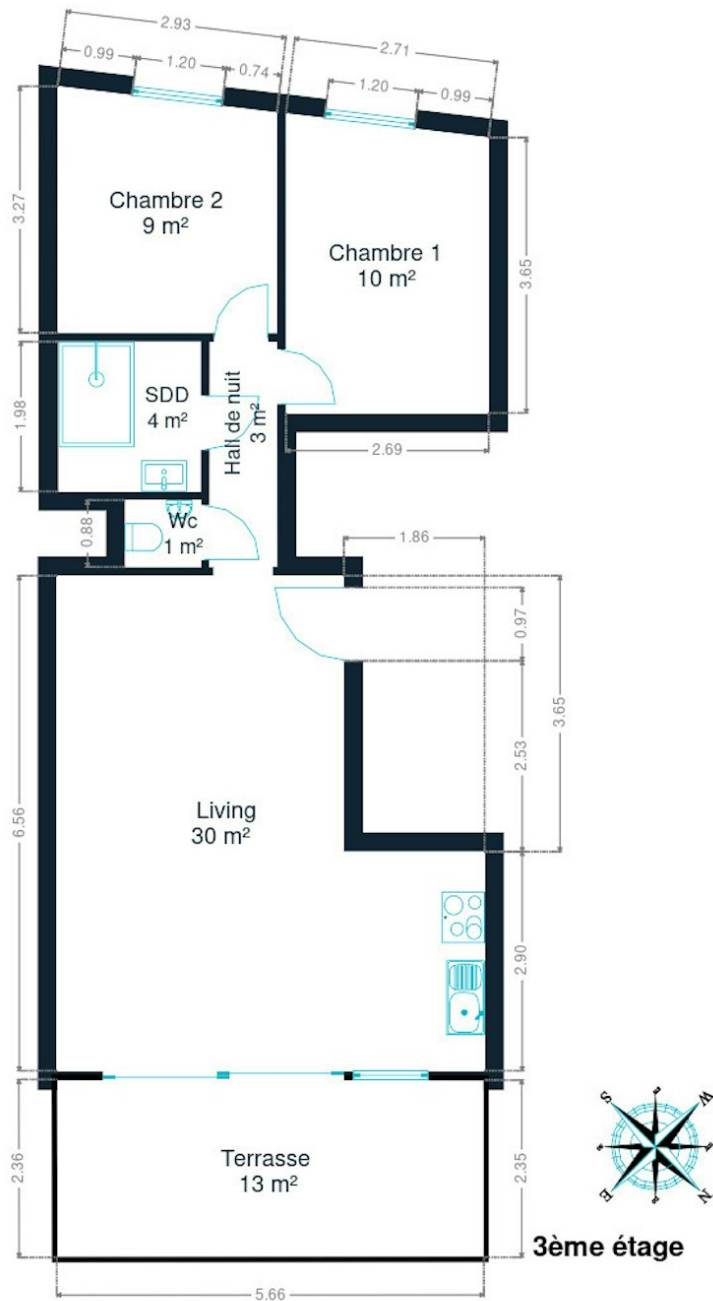 2.93
2.71
0.99
1.20
0.74
1.20
0.99
3.27
Chambre 2
9 m²
Chambre 1
10 m²
3.65
1.98
SDD
4 m²
Hall de nuit
3 m²
2.69
0.88
Wc
1 m²
1.86
0.97
3.65
2.53
6.56
Living
30 m²
2.90
2.36
Terrasse
13 m²
2.35
S
W
E
N
3ème étage
5.66